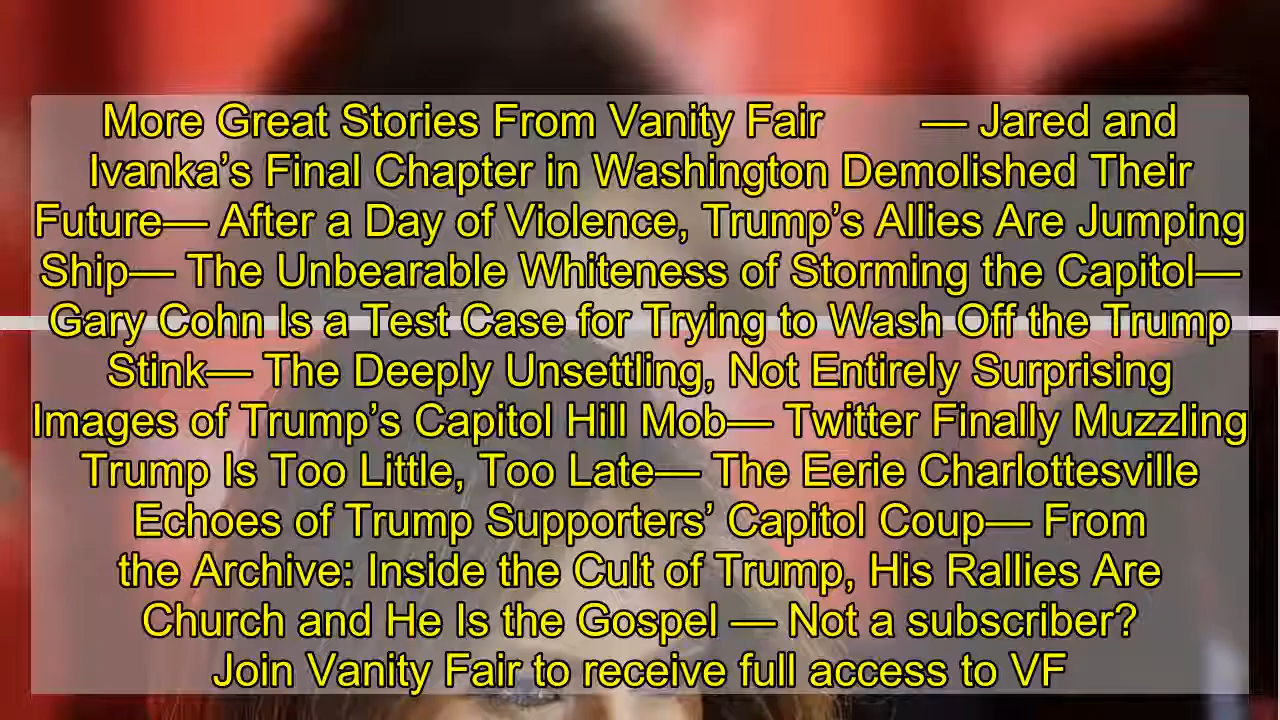 More Great Stories From Vanity Fair — Jared and
Ivanka’s Final Chapter in Washington Demolished Their
Future— After a Day of Violence, Trump’s Allies Are Jumping
Ship— The Unbearable Whiteness of Storming the Capitol—
Gary Cohn Is a Test Case for Trying to Wash Off the Trump
Stink— The Deeply Unsettling, Not Entirely Surprising
Images of Trump’s Capitol Hill Mob— Twitter Finally Muzzling
Trump Is Too Little, Too Late— The Eerie Charlottesville
Echoes of Trump Supporters’ Capitol Coup— From
the Archive: Inside the Cult of Trump, His Rallies Are
Church and He Is the Gospel — Not a subscriber?
Join Vanity Fair to receive full access to VF